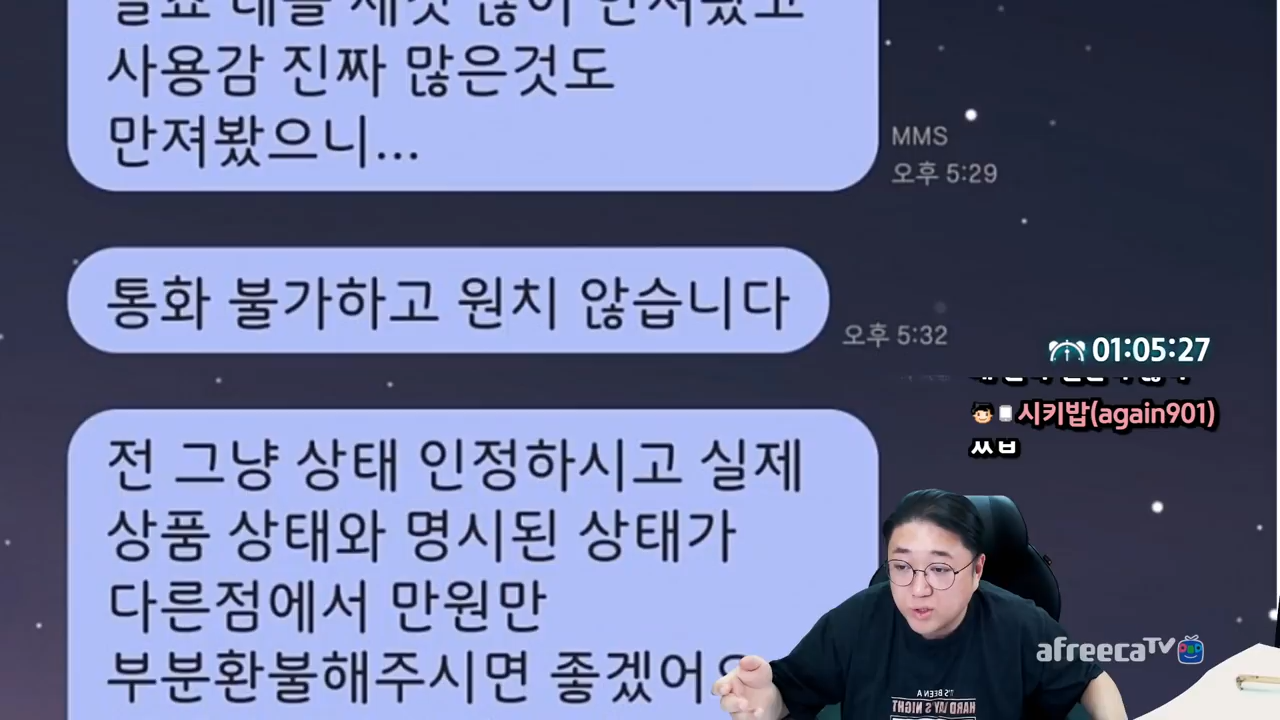 사용감 진짜 많은것도
만져봤으니...
MMS
오후 5:29
통화 불가하고 원치 않습니다
오후 5:32
01:05:27
시키밥(again901)
ㅆㅂ
전 그냥 상태 인정하시고 실제
상품 상태와 명시된 상태가
다른점에서 만원만
부분환불해주시면 좋겠어
afreecaTV